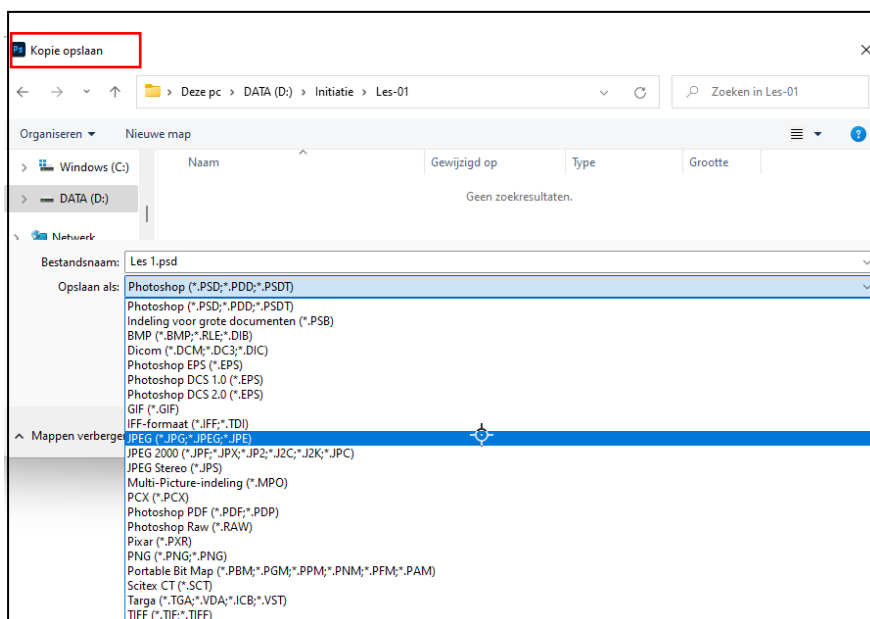 Ps Kopie opslaan
Deze pc > DATA (D:) > Initiatie > Les-01
Zoeken in Les-01
Organiseren Nieuwe map
Naam Gewijzigd op Type Grootte
Windows (C:)
Geen zoekresultaten.
DATA (D:)
Netwerk
Bestandsnaam: Les 1.psd
Opslaan als: Photoshop (*.PSD;*.PDD;*.PSDT)
Photoshop (*.PSD;*.PDD;*.PSDT)
Indeling voor grote documenten (*.PSB)
BMP (*.BMP;*.RLE;*.DIB)
Dicom (*.DCM;*.DC3;*.DIC)
Photoshop EPS (*.EPS)
Photoshop DCS 1.0 (*.EPS)
Photoshop DCS 2.0 (*.EPS)
GIF (*.GIF)
IFF-formaat (*.IFF;*.TDI)
Mappen verberge
JPEG (*.JPG;*.JPEG;*.JPE)
JPEG 2000 (*.JPF;*.JPX;*.JP2;*.J2C;*.J2K;*.JPC)
JPEG Stereo (*.JPS)
Multi-Picture-indeling (*.MPO)
PCX (*.PCX)
Photoshop PDF (*.PDF;*.PDP)
Photoshop Raw (*.RAW)
Pixar (*.PXR)
PNG (*.PNG;*.PNG)
Portable Bit Map (*.PBM;*.PGM;*.PPM;*.PNM;*.PFM;*.PAM)
Scitex CT (*.SCT)
Targa (*.TGA;*.VDA;*.ICB;*.VST)
TIFF (*.TIF;*.TIFF)